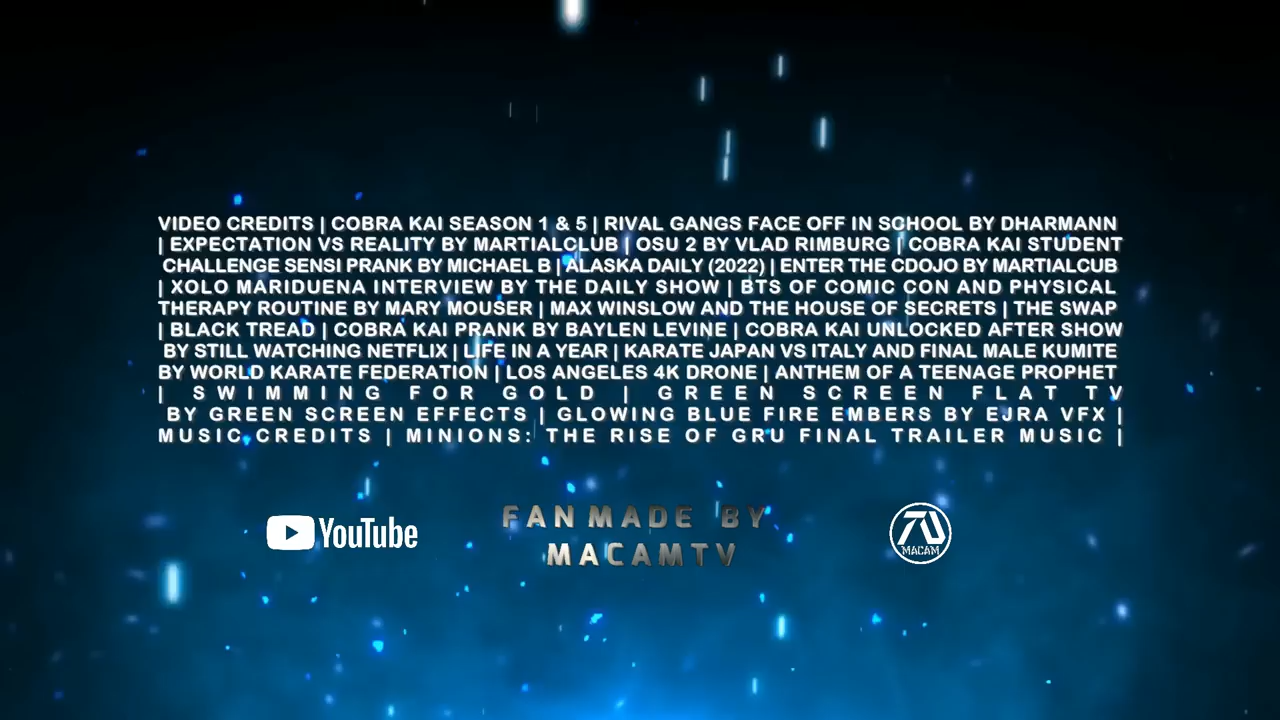 VIDEO CREDITS | COBRA KAI SEASON 1 & 5 | RIVAL GANGS FACE OFF IN SCHOOL BY DHARMANN
| EXPECTATION VS REALITY BY MARTIALCLUB | OSU 2 BY VLAD RIMBURG | COBRA KAI STUDENT
CHALLENGE SENSI PRANK BY MICHAEL B | ALASKA DAILY (2022) | ENTER THE CDOJO BY MARTIALCUB
| XOLO MARIDUENA INTERVIEW BY THE DAILY SHOW | BTS OF COMIC CON AND PHYSICAL
THERAPY ROUTINE BY MARY MOUSER | MAX WINSLOW AND THE HOUSE OF SECRETS | THE SWAP
| BLACK TREAD | COBRA KAI PRANK BY BAYLEN LEVINE | COBRA KAI UNLOCKED AFTER SHOW
BY STILL WATCHING NETFLIX | LIFE IN A YEAR | KARATE JAPAN VS ITALY AND FINAL MALE KUMITE
BY WORLD KARATE FEDERATION | LOS ANGELES 4K DRONE | ANTHEM OF A TEENAGE PROPHET
| SWIMMING FOR GOLD | GREEN SCREEN FLAT TV
BY GREEN SCREEN EFFECTS | GLOWING BLUE FIRE EMBERS BY EJRA VFX |
MUSIC CREDITS | MINIONS: THE RISE OF GRU FINAL TRAILER MUSIC |
YouTube
FANMADE BY
MACAMTV
MACAM